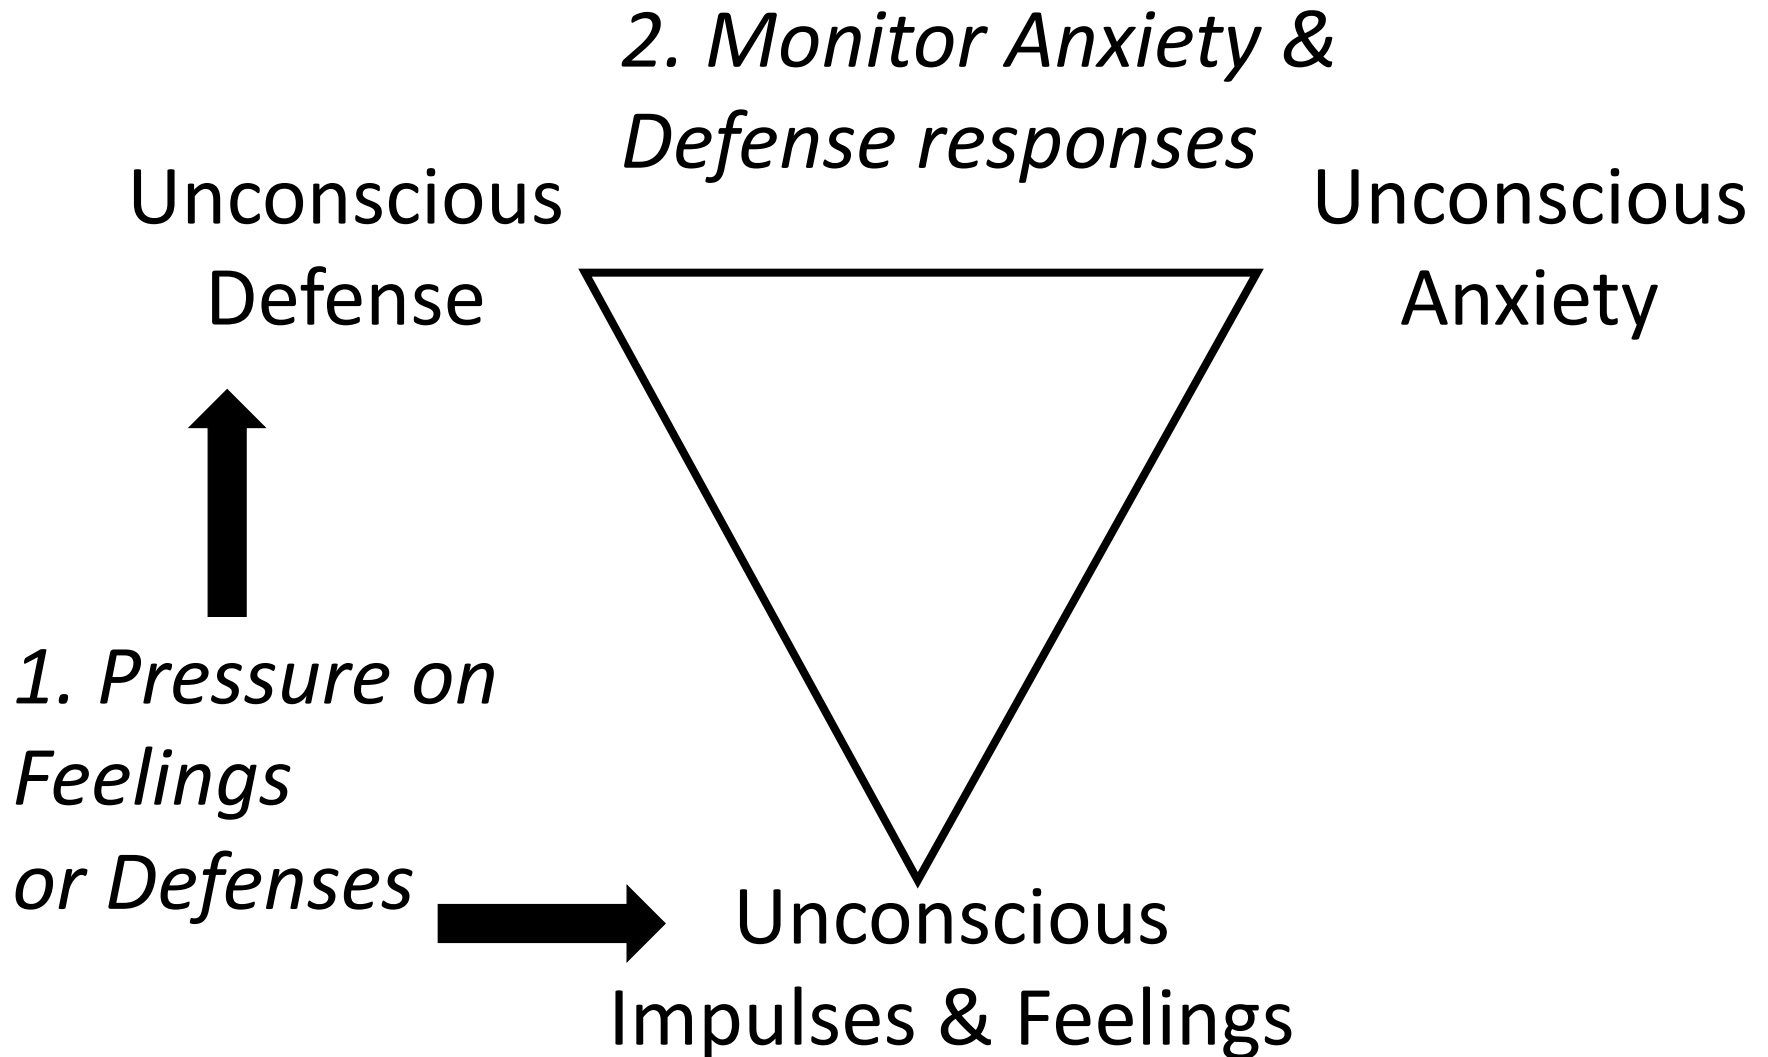 2. Monitor Anxiety &
Defense responses
Unconscious
Defense
Unconscious
Anxiety
1. Pressure on
Feelings
or Defenses
Unconscious
Impulses & Feelings